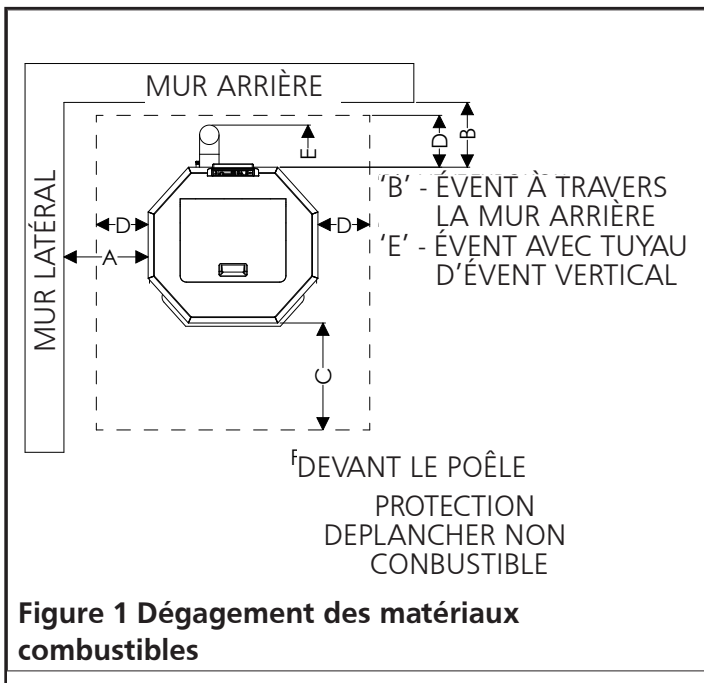 MUR ARRIÈRE
MUR LATÉRAL
E
D
B
'B' - ÉVENT À TRAVERS
LA MUR ARRIÈRE
'E' - ÉVENT AVEC TUYAU
D'ÉVENT VERTICAL
D
D
A
C
DEVANT LE POÊLE
PROTECTION
DEPLANCHER NON
CONBUSTIBLE
Figure 1 Dégagement des matériaux
combustibles